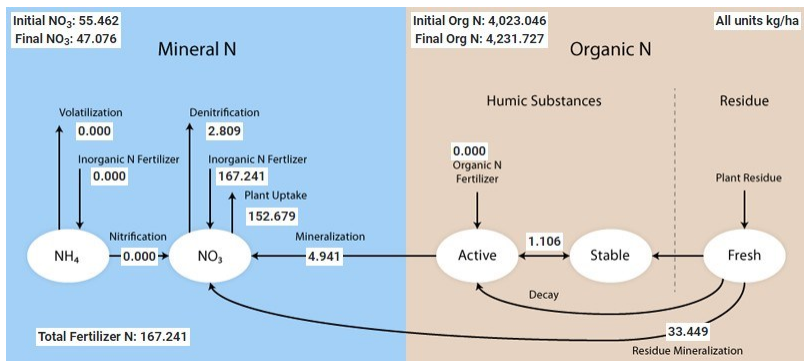 Initial NO₃: 55.462
Final NO₃: 47.076
Mineral N
Initial Org N: 4,023.046
Final Org N: 4,231.727
All units kg/ha
Organic N
Humic Substances
Residue
Volatilization
0.000
Denitrification
2.809
Inorganic N Fertilizer
0.000
Inorganic N Fertlizer
167.241
Plant Uptake
152.679
0.000
Organic N
Fertilizer
Plant Residue
Nitrification
0.000
Mineralization
4.941
1.106
NH₄
NO₃
Active
Stable
Fresh
Decay
33.449
Residue Mineralization
Total Fertilizer N: 167.241